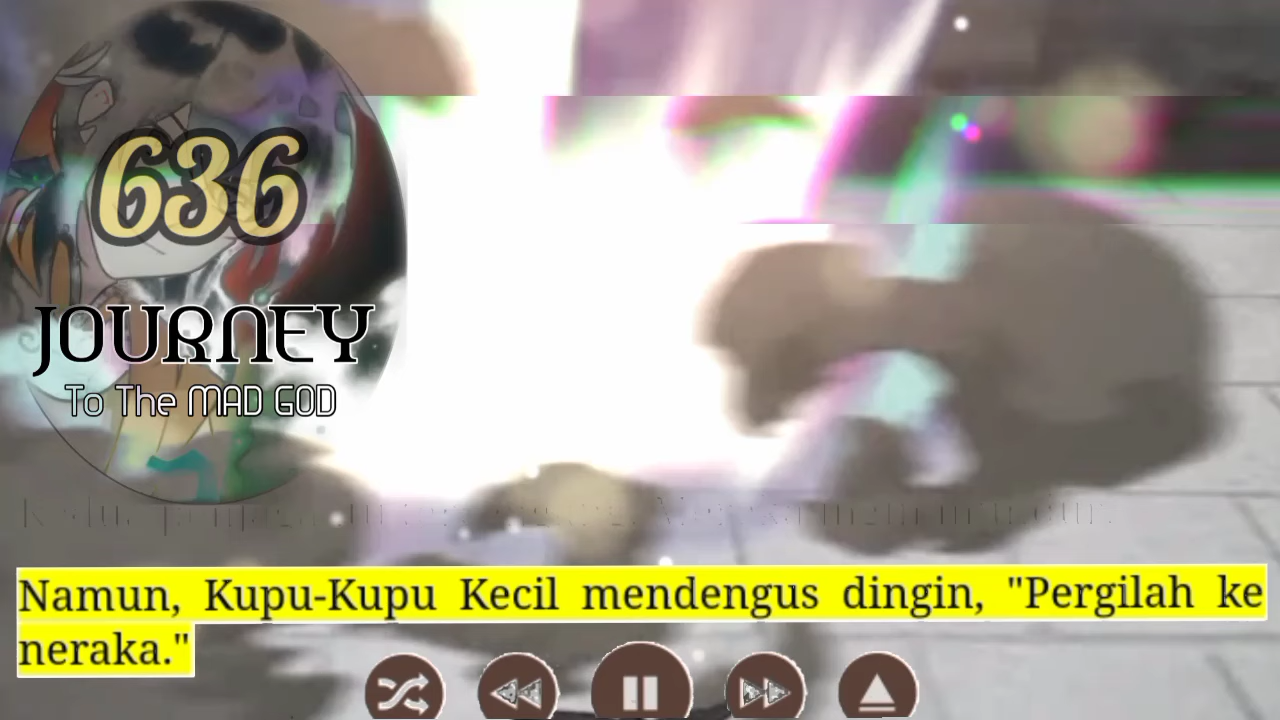 636
JOURNEY
To The MAD GOD
Namun, Kupu-Kupu Kecil mendengus dingin, "Pergilah ke
neraka."